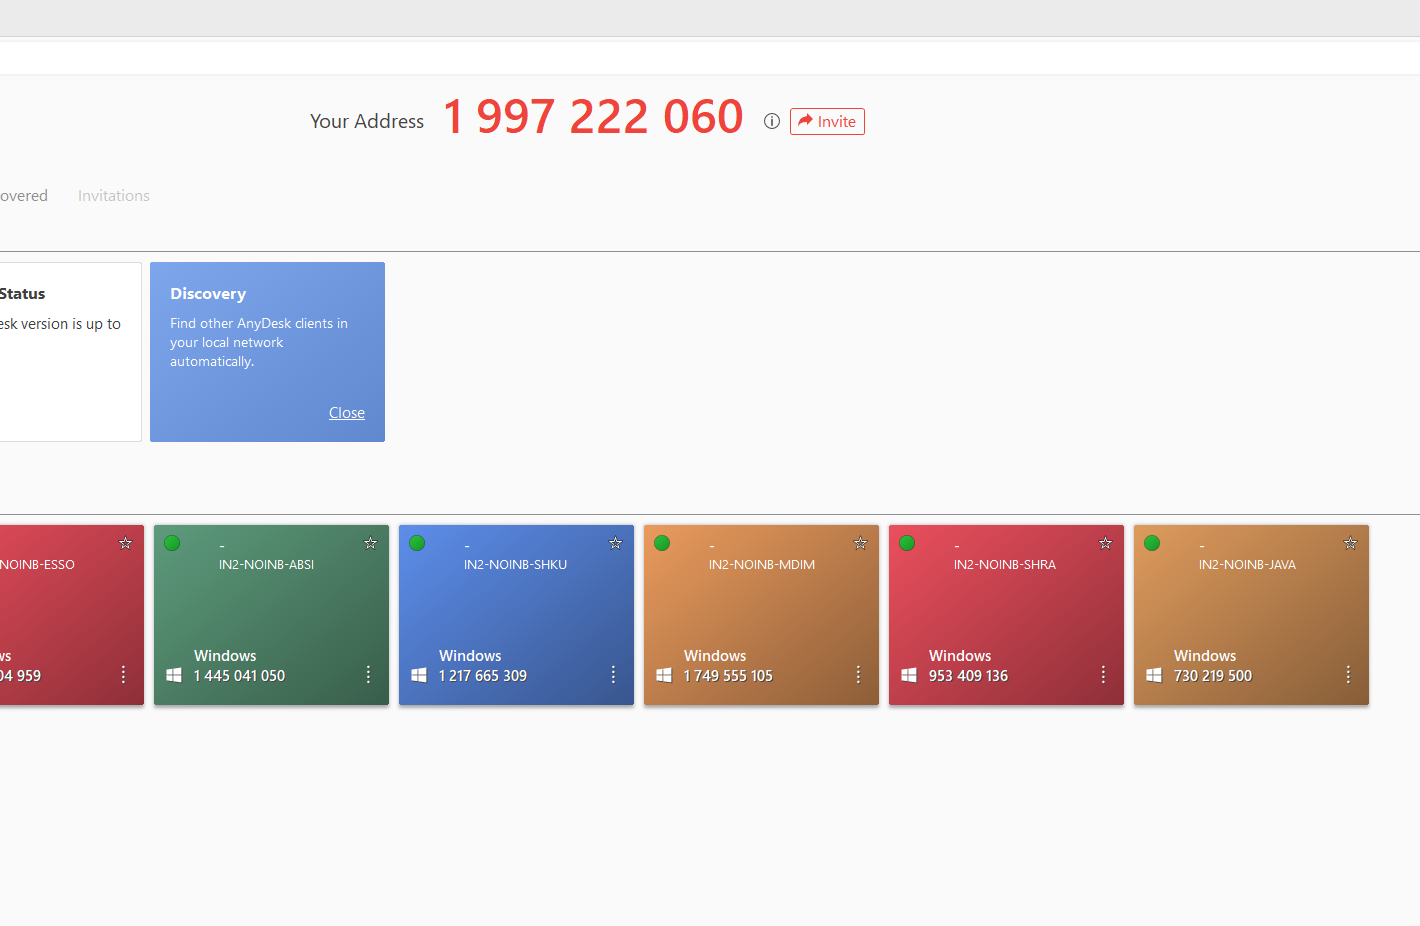 Your Address 1 997 222 060 Invite
overed Invitations
Status
esk version is up to
Discovery
Find other AnyDesk clients in
your local network
automatically.
Close
NOINB-ESSO
ws
04 959
-
IN2-NOINB-ABSI
Windows
1 445 041 050
-
IN2-NOINB-SHKU
Windows
1 217 665 309
-
IN2-NOINB-MDIM
Windows
1 749 555 105
-
IN2-NOINB-SHRA
Windows
953 409 136
-
IN2-NOINB-JAVA
Windows
730 219 500